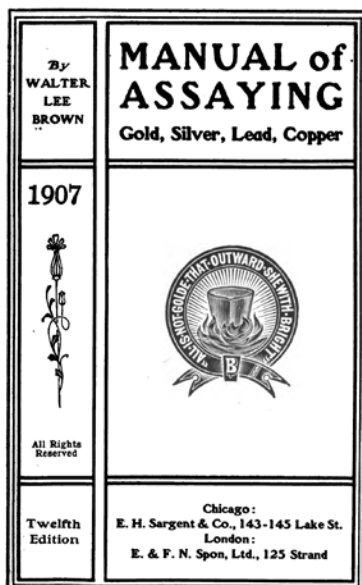 By
WALTER
LEE
BROWN
MANUAL of
ASSAYING
Gold, Silver, Lead, Copper
1907
All Rights
Reserved
"ALL·IS·NOT·GOLDE·THAT·OUTWARD·SHEWITH·BRIGHT"
B
Twelfth
Edition
Chicago:
E. H. Sargent & Co., 143-145 Lake St.
London:
E. & F. N. Spon, Ltd., 125 Strand